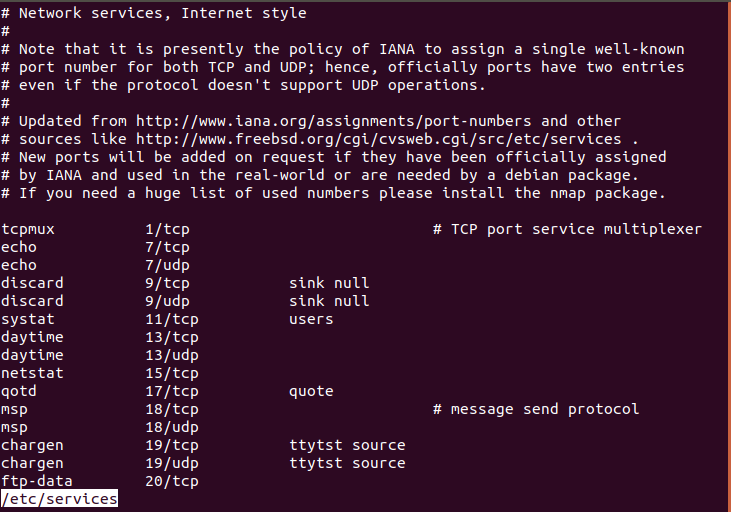 # Network services, Internet style
#
# Note that it is presently the policy of IANA to assign a single well-known
# port number for both TCP and UDP; hence, officially ports have two entries
# even if the protocol doesn't support UDP operations.
#
# Updated from http://www.iana.org/assignments/port-numbers and other
# sources like http://www.freebsd.org/cgi/cvsweb.cgi/src/etc/services .
# New ports will be added on request if they have been officially assigned
# by IANA and used in the real-world or are needed by a debian package.
# If you need a huge list of used numbers please install the nmap package.

tcpmux          1/tcp                           # TCP port service multiplexer
echo            7/tcp
echo            7/udp
discard         9/tcp           sink null
discard         9/udp           sink null
systat          11/tcp          users
daytime         13/tcp
daytime         13/udp
netstat         15/tcp
qotd            17/tcp          quote
msp             18/tcp                          # message send protocol
msp             18/udp
chargen         19/tcp          ttytst source
chargen         19/udp          ttytst source
ftp-data        20/tcp
/etc/services